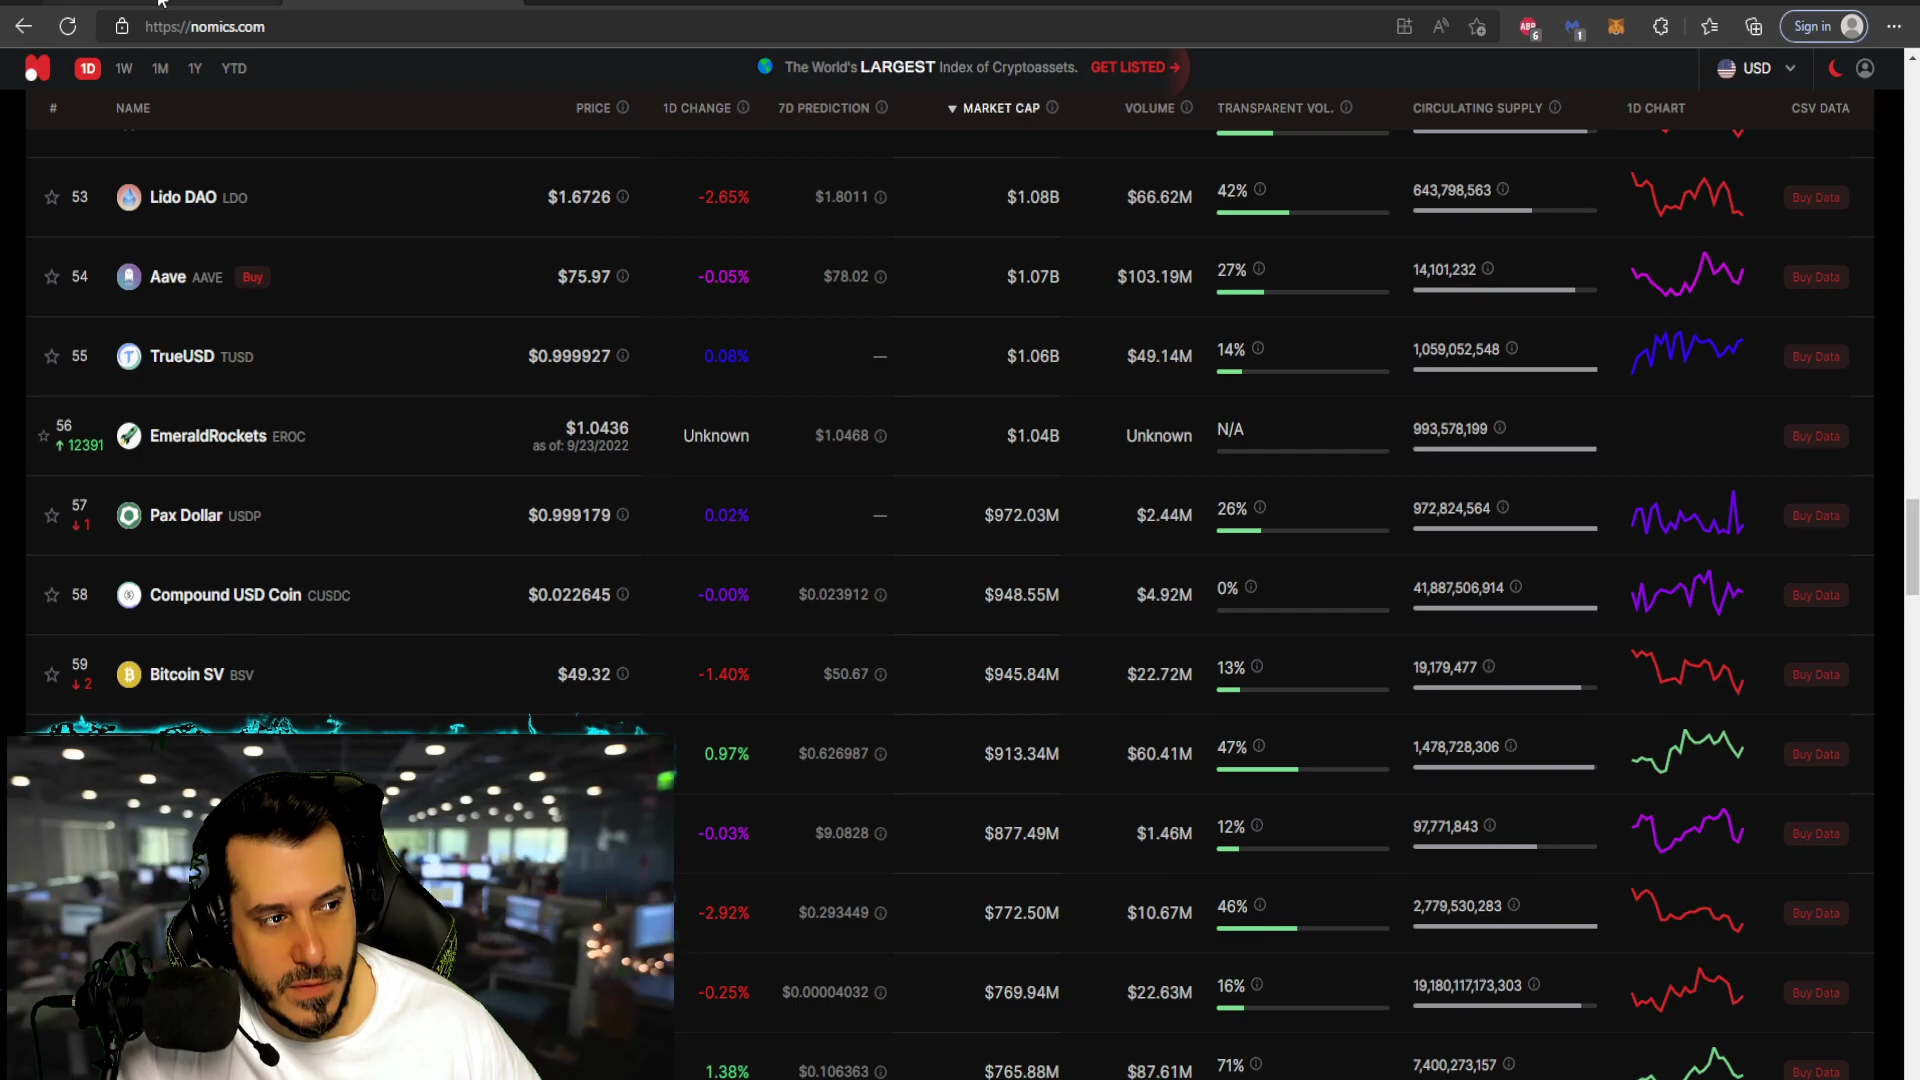 https://nomics.com
ABP 6
1
Sign in
1D 1W 1M 1Y YTD
The World's LARGEST Index of Cryptoassets. GET LISTED →
USD
# NAME PRICE 1D CHANGE 7D PREDICTION ▼ MARKET CAP VOLUME TRANSPARENT VOL. CIRCULATING SUPPLY 1D CHART CSV DATA
53 Lido DAO LDO $1.6726 -2.65% $1.8011 $1.08B $66.62M 42% 643,798,563 Buy Data
54 Aave AAVE Buy $75.97 -0.05% $78.02 $1.07B $103.19M 27% 14,101,232 Buy Data
55 TrueUSD TUSD $0.999927 0.08% — $1.06B $49.14M 14% 1,059,052,548 Buy Data
56 ↑ 12391 EmeraldRockets EROC $1.0436 as of: 9/23/2022 Unknown $1.0468 $1.04B Unknown N/A 993,578,199 Buy Data
57 ↓ 1 Pax Dollar USDP $0.999179 0.02% — $972.03M $2.44M 26% 972,824,564 Buy Data
58 Compound USD Coin CUSDC $0.022645 -0.00% $0.023912 $948.55M $4.92M 0% 41,887,506,914 Buy Data
59 ↓ 2 Bitcoin SV BSV $49.32 -1.40% $50.67 $945.84M $22.72M 13% 19,179,477 Buy Data
0.97% $0.626987 $913.34M $60.41M 47% 1,478,728,306 Buy Data
-0.03% $9.0828 $877.49M $1.46M 12% 97,771,843 Buy Data
-2.92% $0.293449 $772.50M $10.67M 46% 2,779,530,283 Buy Data
-0.25% $0.00004032 $769.94M $22.63M 16% 19,180,117,173,303 Buy Data
1.38% $0.106363 $765.88M $87.61M 71% 7,400,273,157 Buy Data